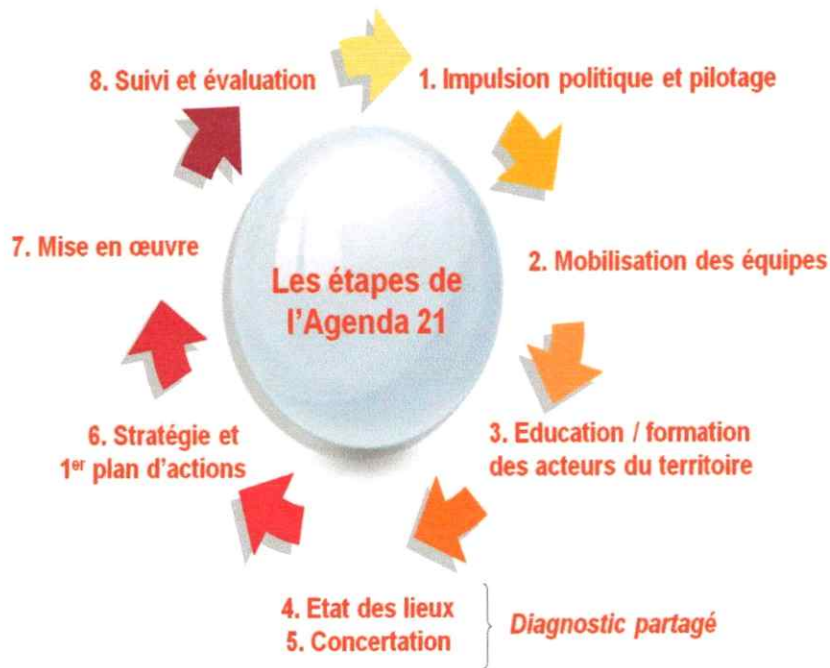 Les étapes de
l'Agenda 21
1. Impulsion politique et pilotage
2. Mobilisation des équipes
3. Education / formation
des acteurs du territoire
4. Etat des lieux
5. Concertation
Diagnostic partagé
6. Stratégie et
1er plan d'actions
7. Mise en œuvre
8. Suivi et évaluation